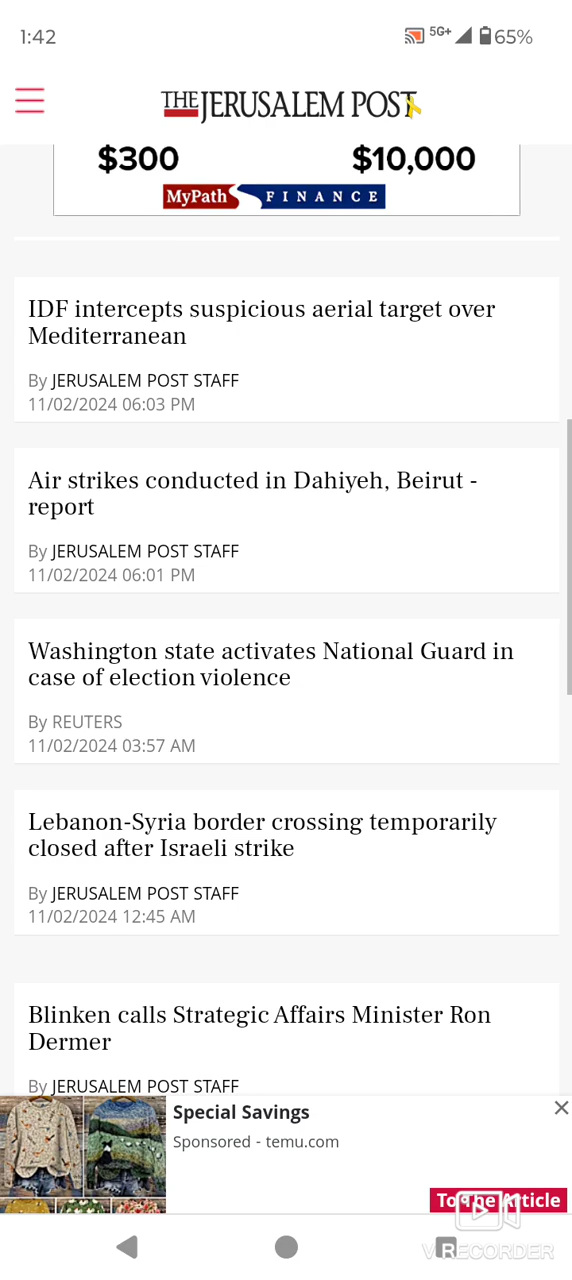 1:42
5G+
65%
THE JERUSALEM POST
$300 $10,000
MyPath FINANCE
IDF intercepts suspicious aerial target over
Mediterranean
By JERUSALEM POST STAFF
11/02/2024 06:03 PM
Air strikes conducted in Dahiyeh, Beirut -
report
By JERUSALEM POST STAFF
11/02/2024 06:01 PM
Washington state activates National Guard in
case of election violence
By REUTERS
11/02/2024 03:57 AM
Lebanon-Syria border crossing temporarily
closed after Israeli strike
By JERUSALEM POST STAFF
11/02/2024 12:45 AM
Blinken calls Strategic Affairs Minister Ron
Dermer
By JERUSALEM POST STAFF
Special Savings
Sponsored - temu.com
To The Article
VRECORDER